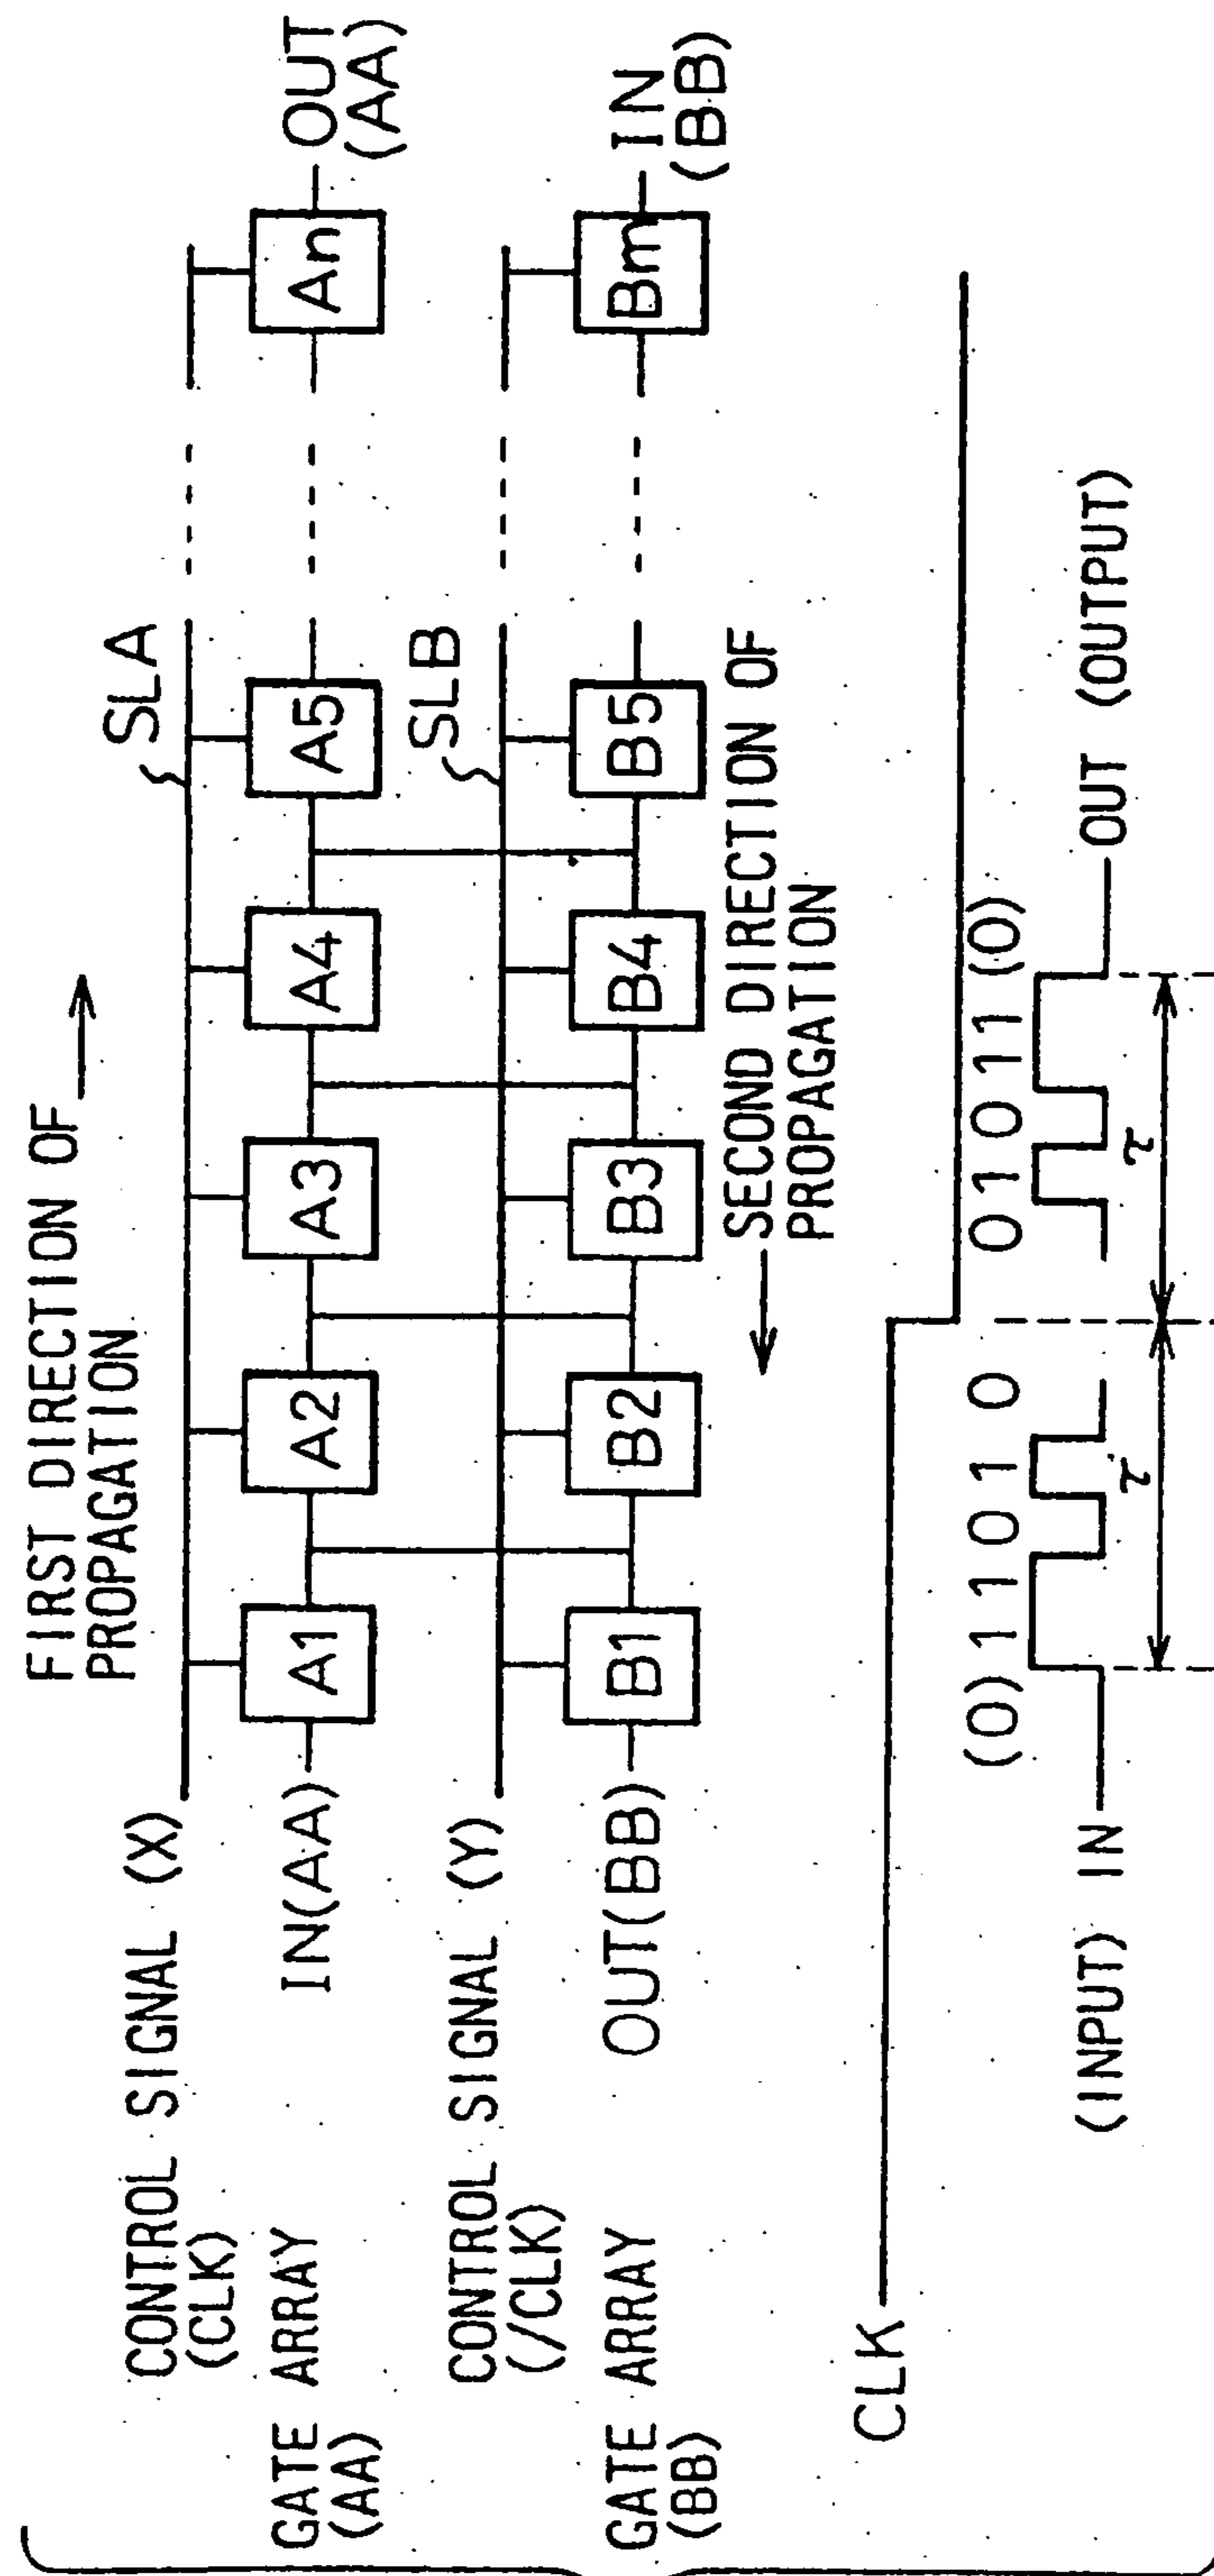 FIRST DIRECTION OF
PROPAGATION
CONTROL SIGNAL (X)
(CLK)
SLA
GATE ARRAY
(AA)
IN(AA)
A1
A2
A3
A4
A5
An
OUT
(AA)
CONTROL SIGNAL (Y)
(/CLK)
SLB
GATE ARRAY
(BB)
OUT(BB)
B1
B2
B3
B4
B5
Bm
IN
(BB)
SECOND DIRECTION OF
PROPAGATION
CLK
(0) 1 1 0 1 0
0 1 0 1 1 (0)
(INPUT) IN
τ
τ
OUT (OUTPUT)